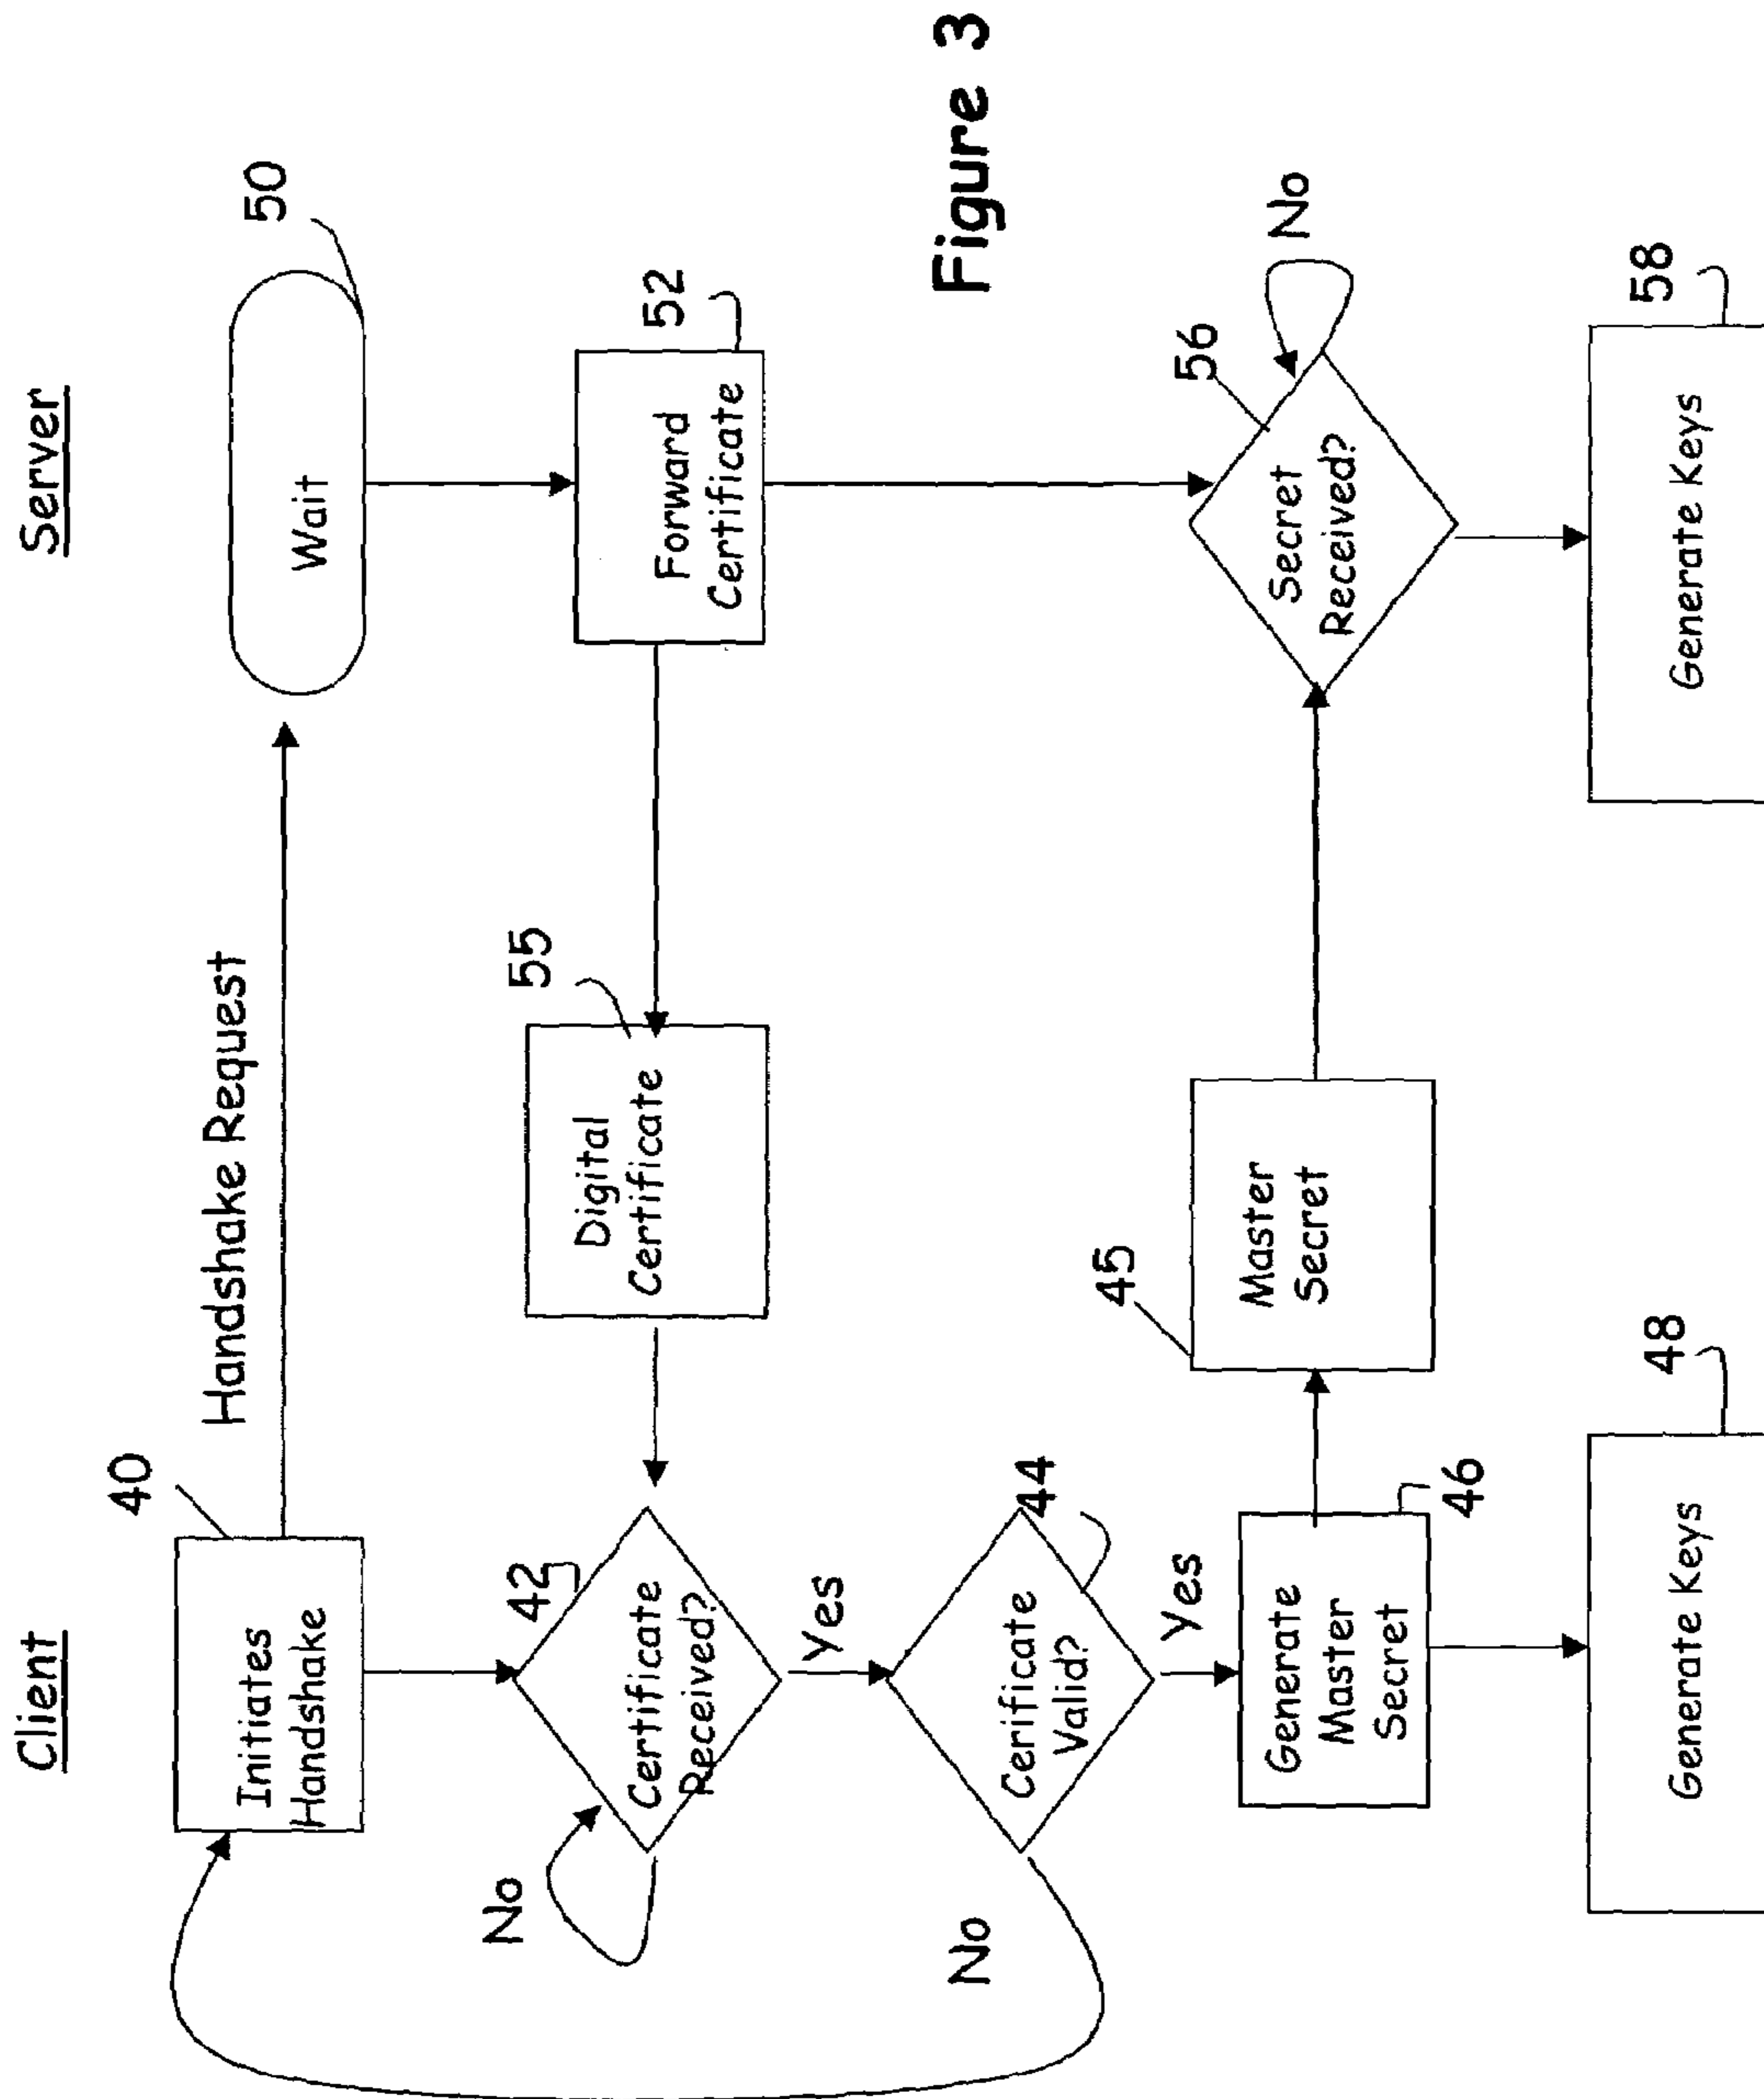 Client
Server
40
Initiates
Handshake
Handshake Request
50
Wait
42
Certificate
Received?
No
Yes
55
Digital
Certificate
52
Forward
Certificate
44
Cerificate
Valid?
No
Yes
46
Generate
Master
Secret
45
Master
Secret
56
Secret
Received?
No
48
Generate Keys
58
Generate Keys
Figure 3